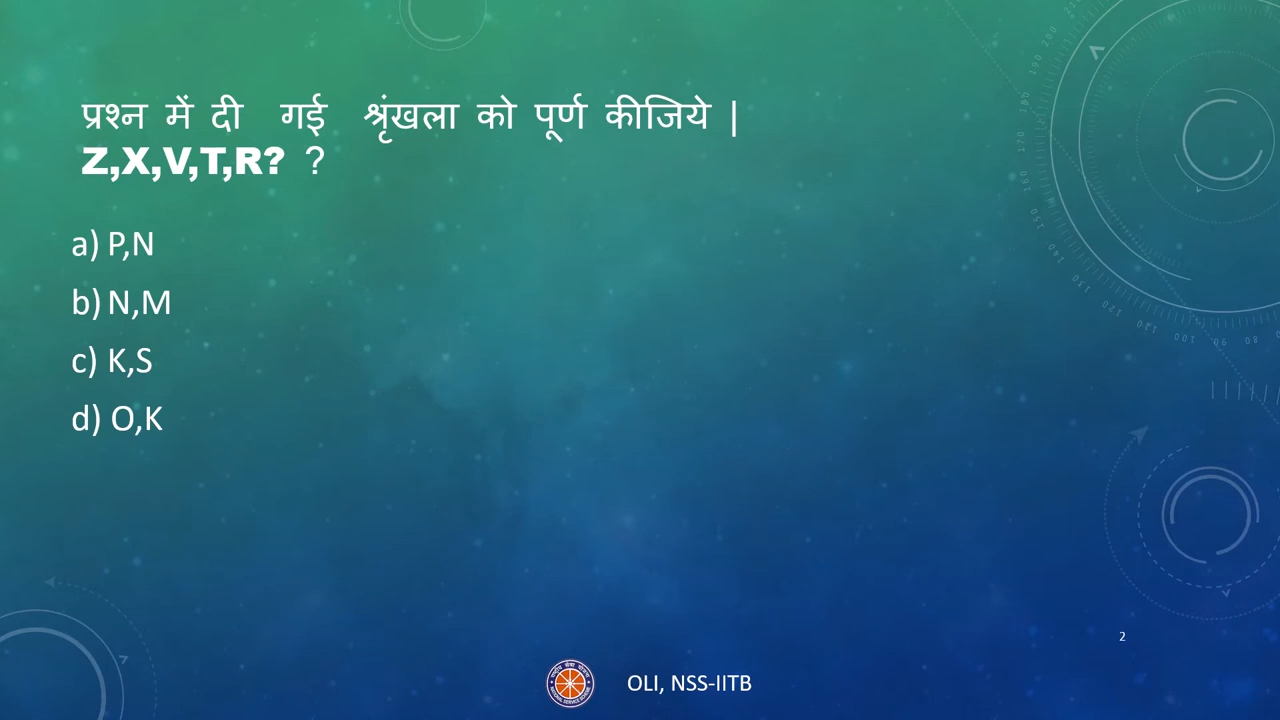 प्रश्न में दी गई श्रृंखला को पूर्ण कीजिये |
Z,X,V,T,R? ?
a) P,N
b) N,M
c) K,S
d) O,K
2
OLI, NSS-IITB